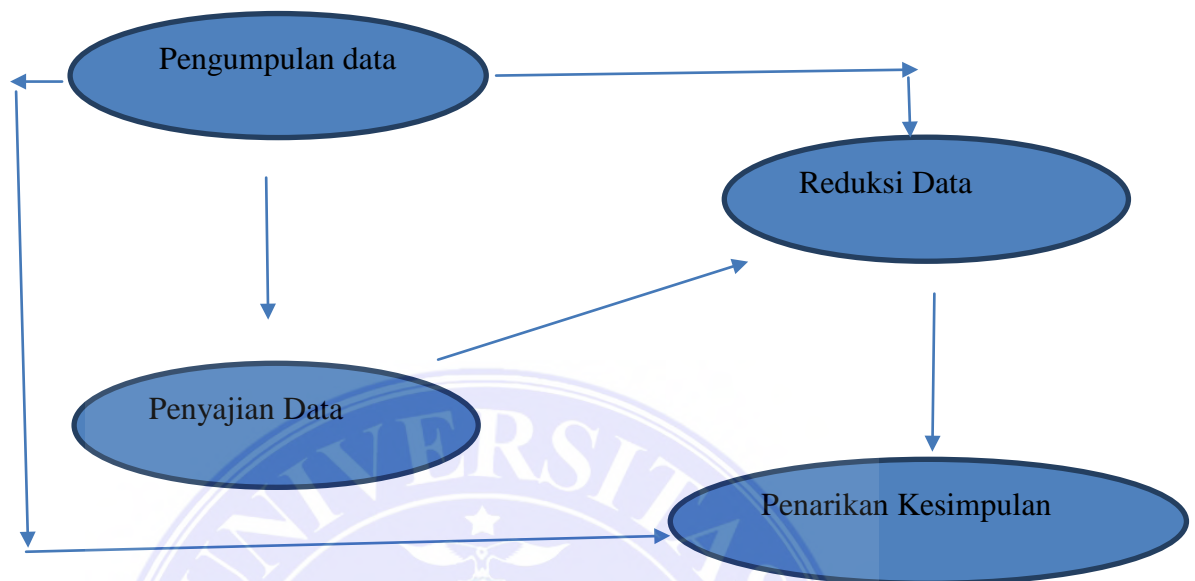 Pengumpulan data
Reduksi Data
Penyajian Data
Penarikan Kesimpulan